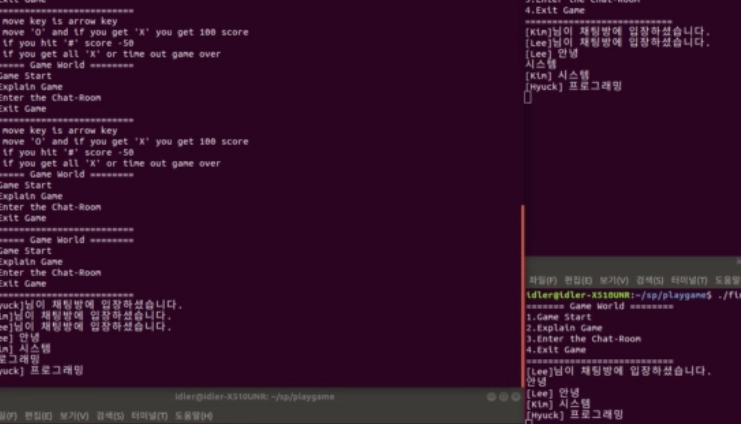 Exit Game
========================
move key is arrow key
move 'O' and if you get 'X' you get 100 score
if you hit '#' score -50
if you get all 'X' or time out game over
===== Game World ========
Game Start
Explain Game
Enter the Chat-Room
Exit Game
========================
move key is arrow key
move 'O' and if you get 'X' you get 100 score
if you hit '#' score -50
if you get all 'X' or time out game over
===== Game World ========
Game Start
Explain Game
Enter the Chat-Room
Exit Game
========================
===== Game World ========
Game Start
Explain Game
Enter the Chat-Room
Exit Game
========================
yuck]님이 채팅방에 입장하셨습니다.
im]님이 채팅방에 입장하셨습니다.
ee]님이 채팅방에 입장하셨습니다.
ee] 안녕
im] 시스템
로그래밍
yuck] 프로그래밍
idler@idler-X510UNR: ~/sp/playgame
일(F) 편집(E) 보기(V) 검색(S) 터미널(T) 도움말(H)
3.Enter the Chat-Room
4.Exit Game
==========================
[Kim]님이 채팅방에 입장하셨습니다.
[Lee]님이 채팅방에 입장하셨습니다.
[Lee] 안녕
시스템
[Kim] 시스템
[Hyuck] 프로그래밍
파일(F) 편집(E) 보기(V) 검색(S) 터미널(T) 도움말
idler@idler-X510UNR:~/sp/playgame$ ./fi
======= Game World ========
1.Game Start
2.Explain Game
3.Enter the Chat-Room
4.Exit Game
==========================
[Lee]님이 채팅방에 입장하셨습니다.
안녕
[Lee] 안녕
[Kim] 시스템
[Hyuck] 프로그래밍